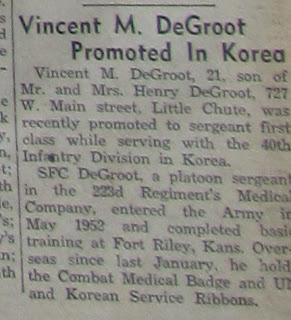 Vincent M. DeGroot
Promoted In Korea
Vincent M. DeGroot, 21, son of
Mr. and Mrs. Henry DeGroot, 727
W. Main street, Little Chute, was
recently promoted to sergeant first
class while serving with the 40th
Infantry Division in Korea.
SFC DeGroot, a platoon sergeant
in the 223d Regiment's Medical
Company, entered the Army in
May 1952 and completed basic
training at Fort Riley, Kans. Over-
seas since last January, he hold
the Combat Medical Badge and UN
and Korean Service Ribbons.